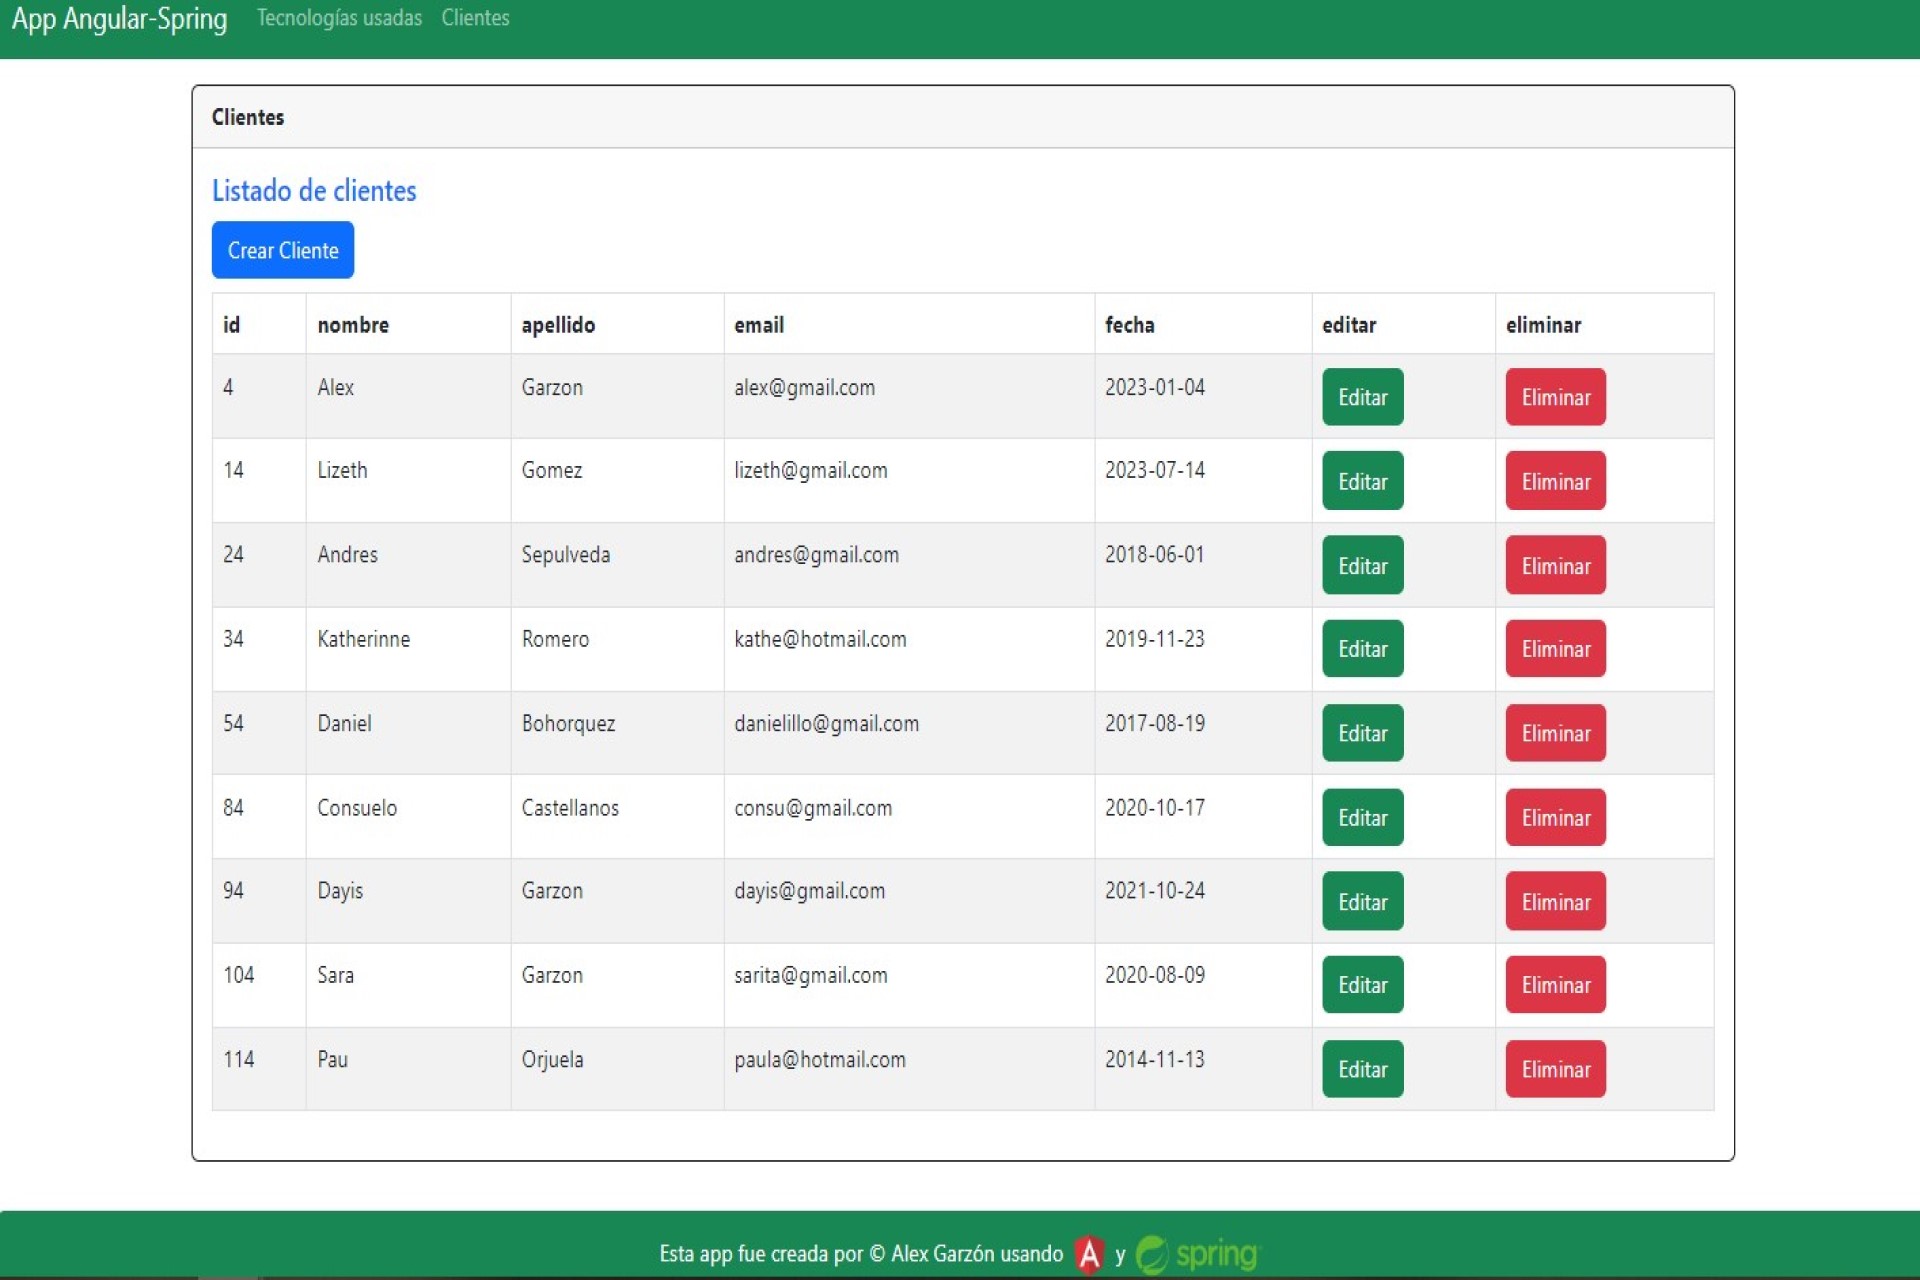 App Angular-Spring Tecnologías usadas Clientes
Clientes
Listado de clientes
Crear Cliente
id nombre apellido email fecha editar eliminar
4 Alex Garzon alex@gmail.com 2023-01-04 Editar Eliminar
14 Lizeth Gomez lizeth@gmail.com 2023-07-14 Editar Eliminar
24 Andres Sepulveda andres@gmail.com 2018-06-01 Editar Eliminar
34 Katherinne Romero kathe@hotmail.com 2019-11-23 Editar Eliminar
54 Daniel Bohorquez danielillo@gmail.com 2017-08-19 Editar Eliminar
84 Consuelo Castellanos consu@gmail.com 2020-10-17 Editar Eliminar
94 Dayis Garzon dayis@gmail.com 2021-10-24 Editar Eliminar
104 Sara Garzon sarita@gmail.com 2020-08-09 Editar Eliminar
114 Pau Orjuela paula@hotmail.com 2014-11-13 Editar Eliminar
Esta app fue creada por © Alex Garzón usando A y spring